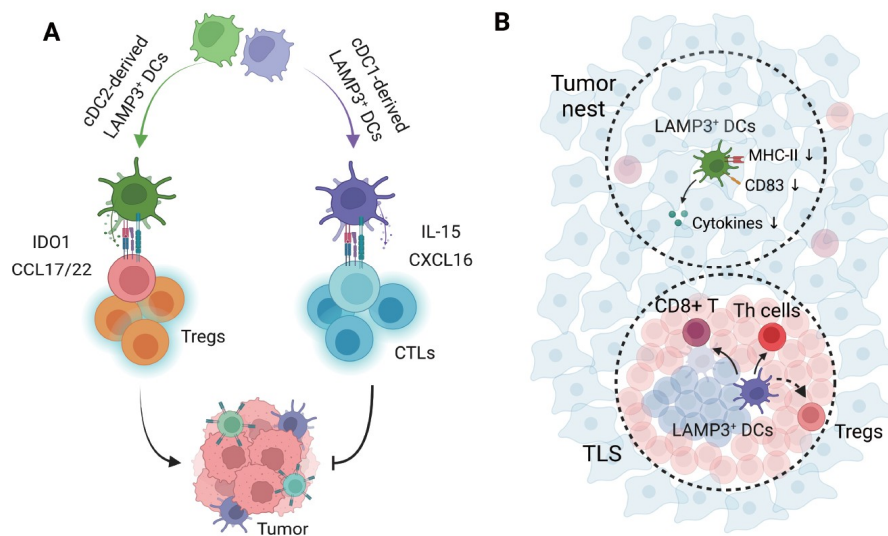 A
cDC2-derived
LAMP3⁺ DCs
cDC1-derived
LAMP3⁺ DCs
IDO1
CCL17/22
IL-15
CXCL16
Tregs
CTLs
Tumor
B
Tumor
nest
LAMP3⁺ DCs
MHC-II ↓
CD83 ↓
Cytokines ↓
CD8+ T
Th cells
LAMP3⁺ DCs
Tregs
TLS